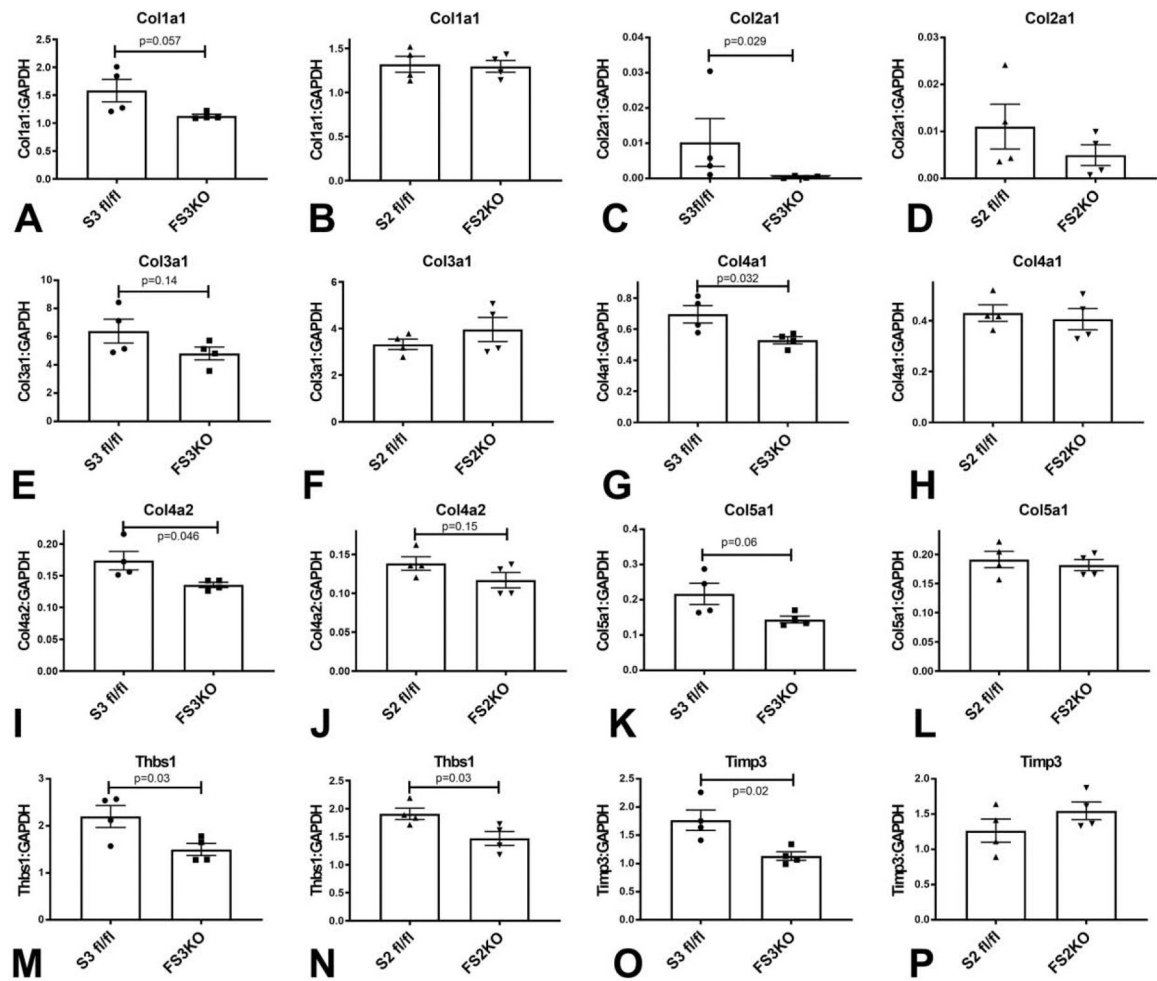 Col1a1
Col1a1:GAPDH
2.5
2.0
1.5
1.0
0.5
0.0
p=0.057
S3 fl/fl
FS3KO
A
Col1a1
Col1a1:GAPDH
1.5
1.0
0.5
0.0
S2 fl/fl
FS2KO
B
Col2a1
Col2a1:GAPDH
0.04
0.03
0.02
0.01
0.00
p=0.029
S3fl/fl
FS3KO
C
Col2a1
Col2a1:GAPDH
0.03
0.02
0.01
0.00
S2 fl/fl
FS2KO
D
Col3a1
Col3a1:GAPDH
10
8
6
4
2
0
p=0.14
S3 fl/fl
FS3KO
E
Col3a1
Col3a1:GAPDH
6
4
2
0
S2 fl/fl
FS2KO
F
Col4a1
Col4a1:GAPDH
0.8
0.6
0.4
0.2
0.0
p=0.032
S3 fl/fl
FS3KO
G
Col4a1
Col4a1:GAPDH
0.4
0.2
0.0
S2 fl/fl
FS2KO
H
Col4a2
Col4a2:GAPDH
0.20
0.15
0.10
0.05
0.00
p=0.046
S3 fl/fl
FS3KO
I
Col4a2
Col4a2:GAPDH
0.15
0.10
0.05
0.00
p=0.15
S2 fl/fl
FS2KO
J
Col5a1
Col5a1:GAPDH
0.4
0.3
0.2
0.1
0.0
p=0.06
S3 fl/fl
FS3KO
K
Col5a1
Col5a1:GAPDH
0.20
0.15
0.10
0.05
0.00
S2 fl/fl
FS2KO
L
Thbs1
Thbs1:GAPDH
3
2
1
0
p=0.03
S3 fl/fl
FS3KO
M
Thbs1
Thbs1:GAPDH
2.5
2.0
1.5
1.0
0.5
0.0
p=0.03
S2 fl/fl
FS2KO
N
Timp3
Timp3:GAPDH
2.5
2.0
1.5
1.0
0.5
0.0
p=0.02
S3 fl/fl
FS3KO
O
Timp3
Timp3:GAPDH
2.0
1.5
1.0
0.5
0.0
S2 fl/fl
FS2KO
P